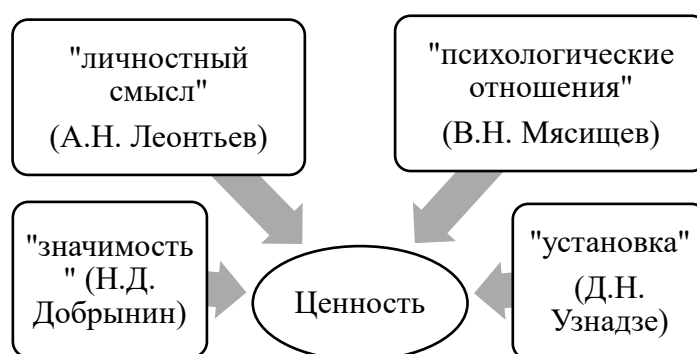 "личностный
смысл"
(А.Н. Леонтьев)
"психологические
отношения"
(В.Н. Мясищев)
"значимость
" (Н.Д.
Добрынин)
Ценность
"установка"
(Д.Н.
Узнадзе)